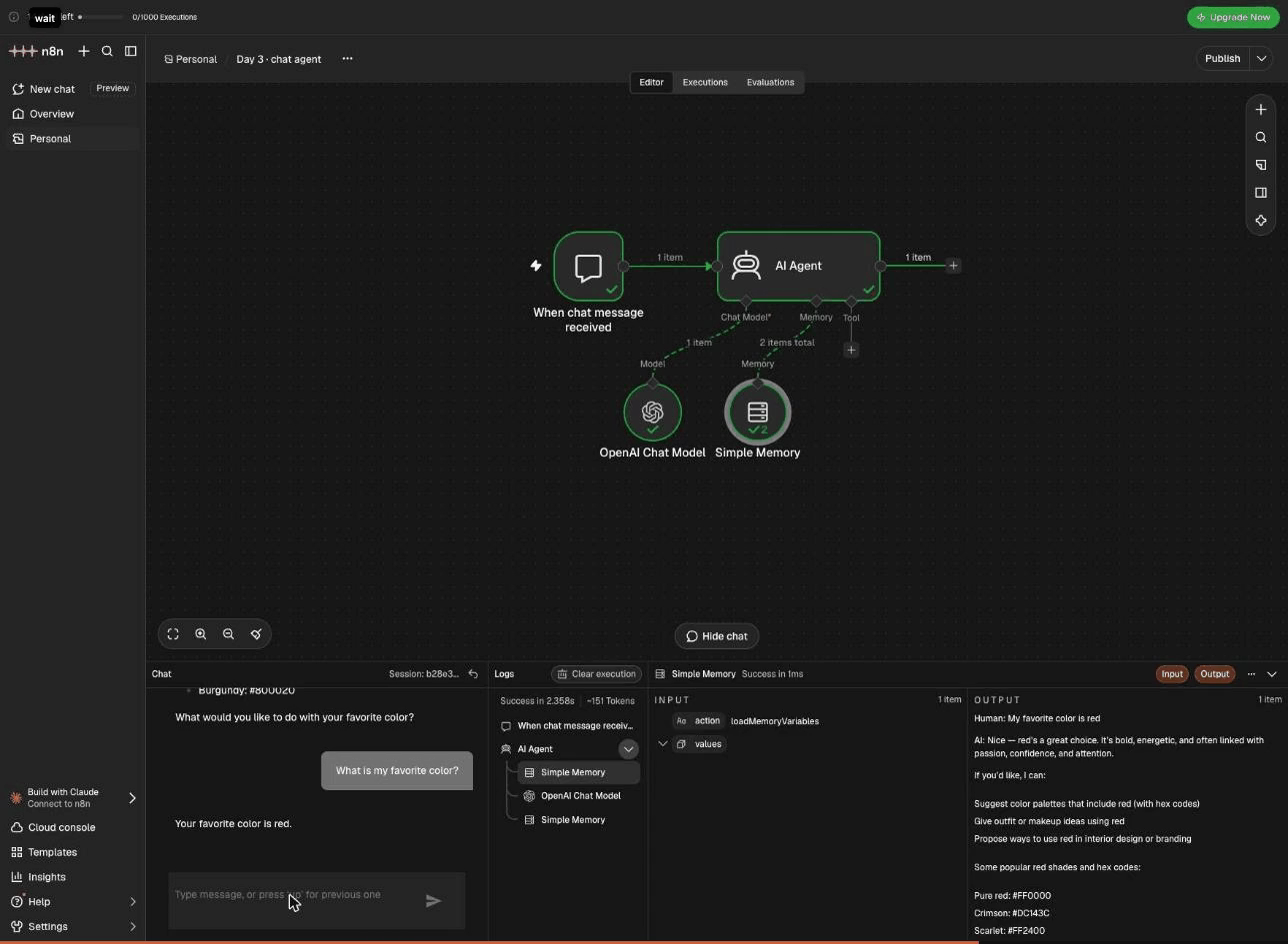 wait
eft
0/1000 Executions
Upgrade Now
n8n
Personal / Day 3 · chat agent ···
Publish
Editor
Executions
Evaluations
New chat
Preview
Overview
Personal
1 item
AI Agent
1 item
When chat message
received
Chat Model*
Memory
Tool
1 item
2 items total
Model
Memory
2
OpenAI Chat Model
Simple Memory
Hide chat
Chat
Session: b28e3...
Logs
Clear execution
Simple Memory Success in 1ms
Input
Output
Burgundy: #800020
What would you like to do with your favorite color?
What is my favorite color?
Your favorite color is red.
Type message, or press 'up' for previous one
Success in 2.358s
~151 Tokens
When chat message receiv...
AI Agent
Simple Memory
OpenAI Chat Model
Simple Memory
INPUT
1 item
action loadMemoryVariables
values
OUTPUT
1 item
Human: My favorite color is red
AI: Nice — red's a great choice. It's bold, energetic, and often linked with
passion, confidence, and attention.
If you'd like, I can:
Suggest color palettes that include red (with hex codes)
Give outfit or makeup ideas using red
Propose ways to use red in interior design or branding
Some popular red shades and hex codes:
Pure red: #FF0000
Crimson: #DC143C
Scarlet: #FF2400
Build with Claude
Connect to n8n
Cloud console
Templates
Insights
Help
Settings